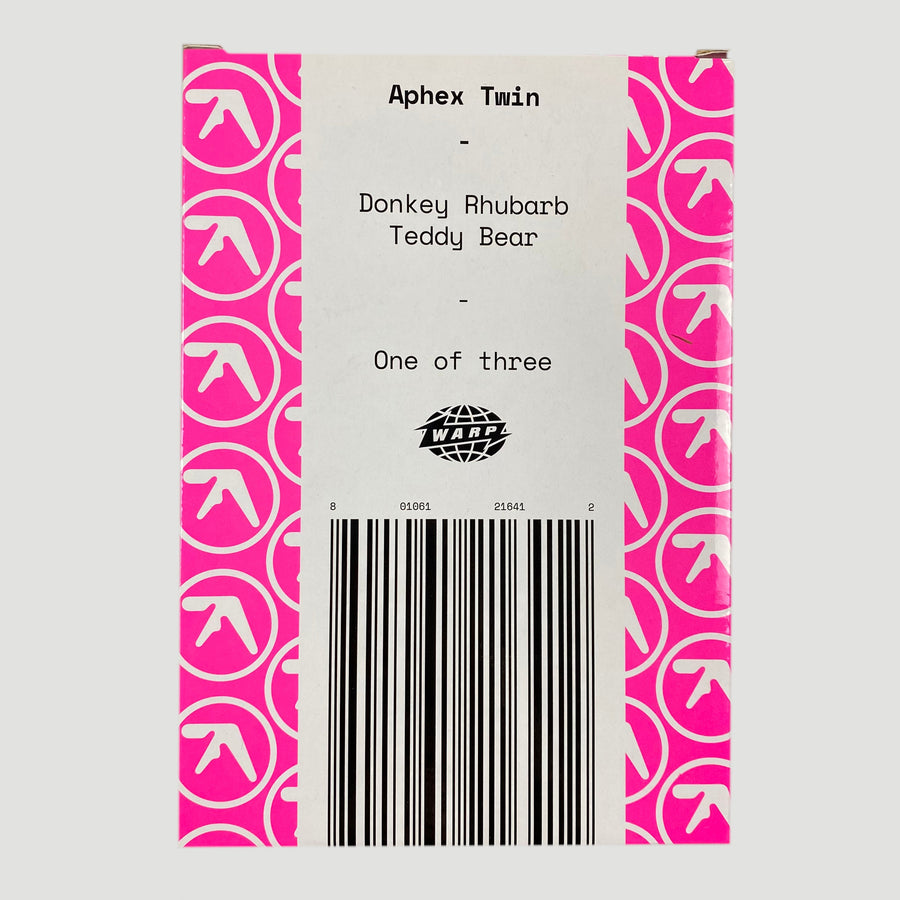 Aphex Twin
-
Donkey Rhubarb
Teddy Bear
-
One of three
WARP
8 01061 21641 2